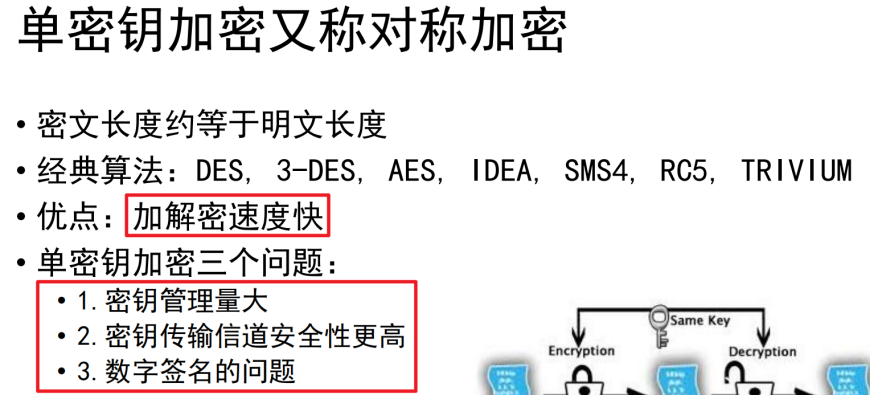 单密钥加密又称对称加密
• 密文长度约等于明文长度
• 经典算法：DES, 3-DES, AES, IDEA, SMS4, RC5, TRIVIUM
• 优点：加解密速度快
• 单密钥加密三个问题：
• 1. 密钥管理量大
• 2. 密钥传输信道安全性更高
• 3. 数字签名的问题
Same Key
Encryption
Decryption